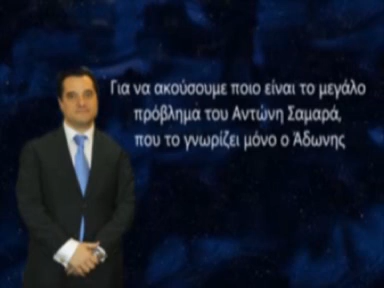 Για να ακούσουμε ποιο είναι το μεγάλο
πρόβλημα του Αντώνη Σαμαρά,
που το γνωρίζει μόνο ο Άδωνης